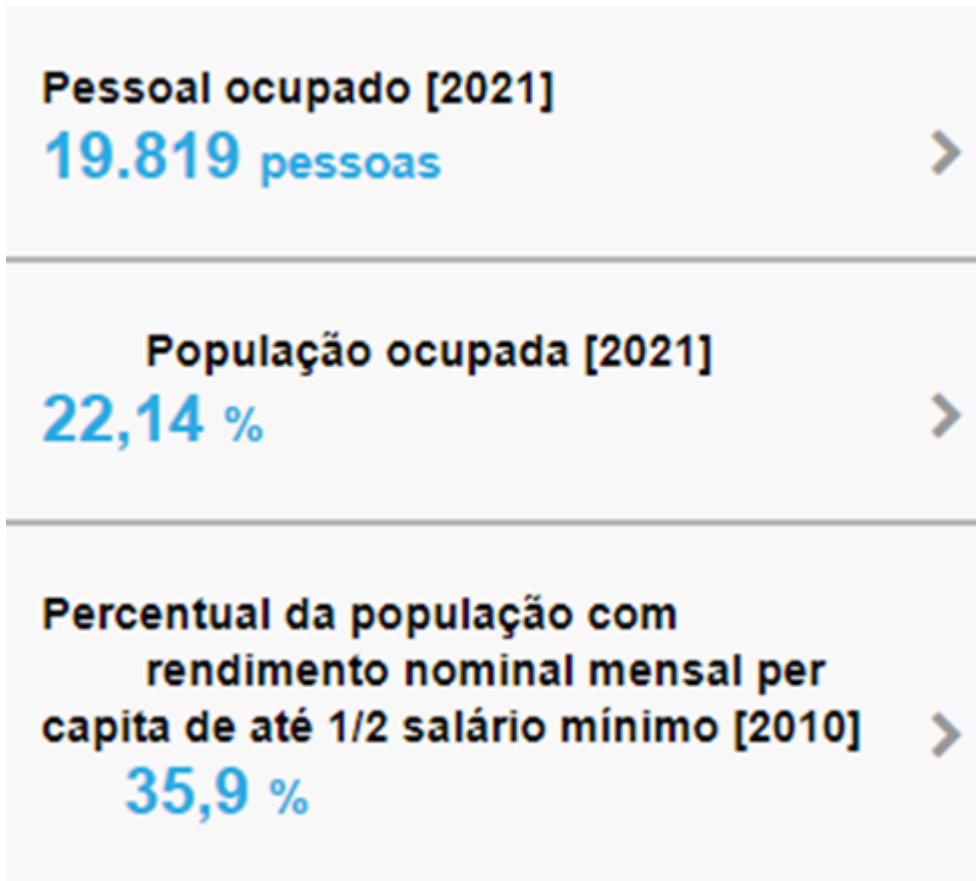 Pessoal ocupado [2021]
19.819 pessoas
População ocupada [2021]
22,14 %
Percentual da população com
rendimento nominal mensal per
capita de até 1/2 salário mínimo [2010]
35,9 %